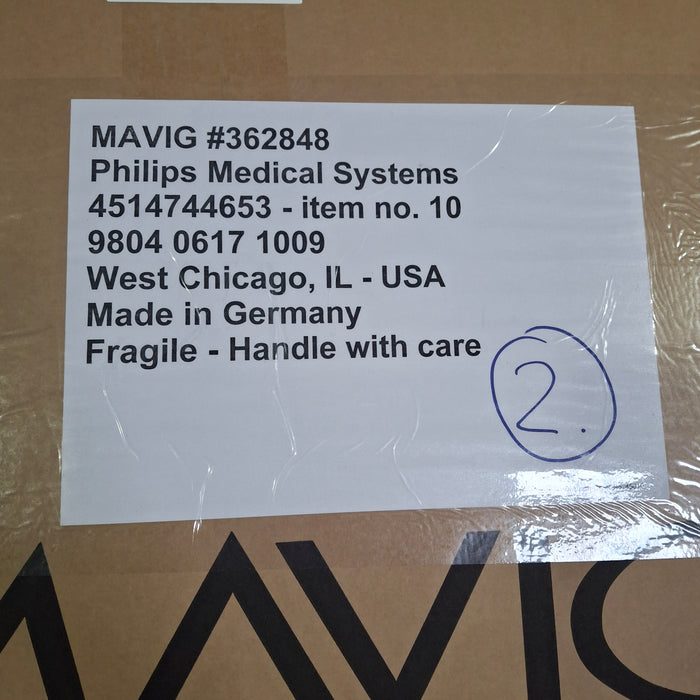 MAVIG #362848
Philips Medical Systems
4514744653 - item no. 10
9804 0617 1009
West Chicago, IL - USA
Made in Germany
Fragile - Handle with care
2.
MAVIG